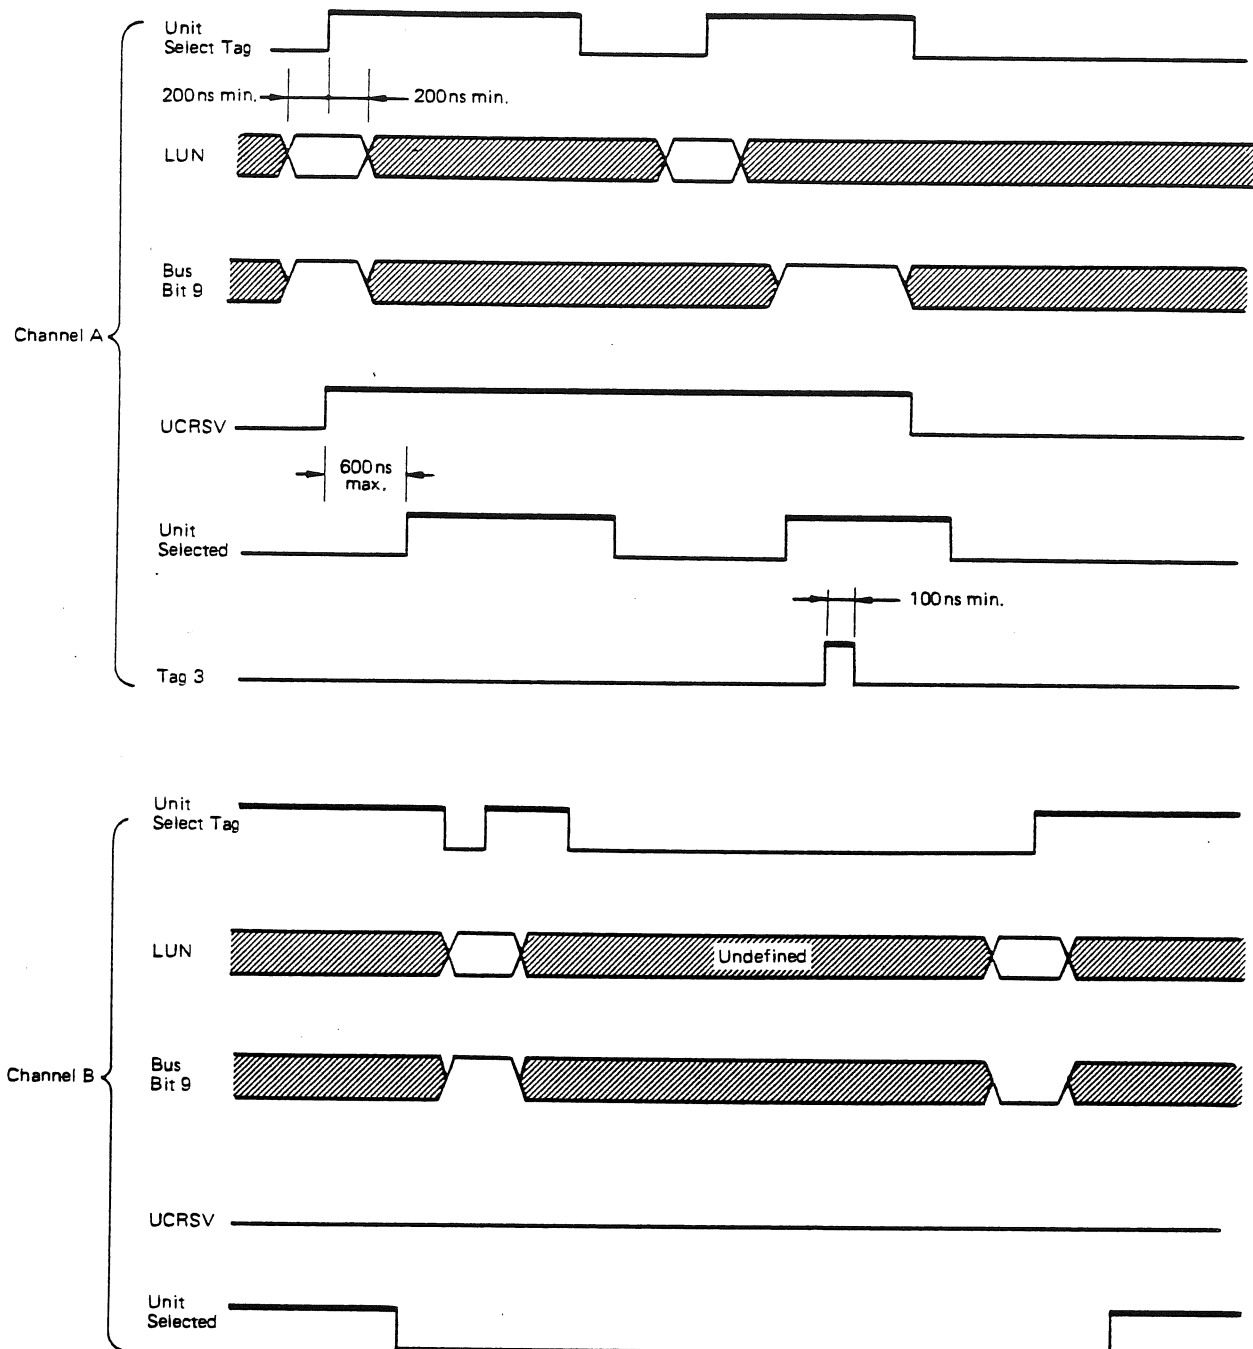 Unit
Select Tag
200ns min.
200ns min.
LUN
Bus
Bit 9
Channel A
UCRSV
600ns
max.
Unit
Selected
100ns min.
Tag 3
Unit
Select Tag
LUN
Undefined
Bus
Bit 9
Channel B
UCRSV
Unit
Selected